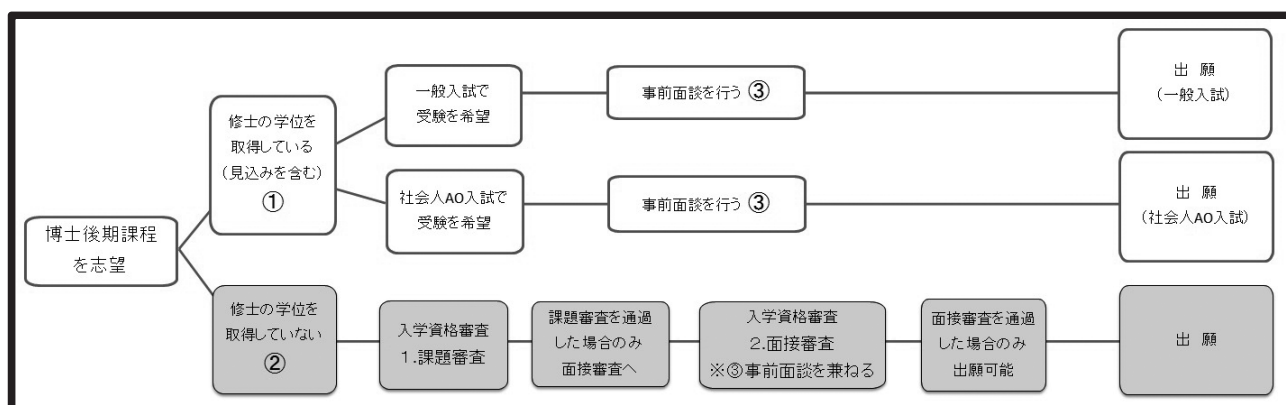 博士後期課程
を志望
修士の学位を
取得している
(見込みを含む)
①
一般入試で
受験を希望
事前面談を行う ③
出 願
(一般入試)
社会人AO入試で
受験を希望
事前面談を行う ③
出 願
(社会人AO入試)
修士の学位を
取得していない
②
入学資格審査
1.課題審査
課題審査を通過
した場合のみ
面接審査へ
入学資格審査
2.面接審査
※③事前面談を兼ねる
面接審査を通過
した場合のみ
出願可能
出 願